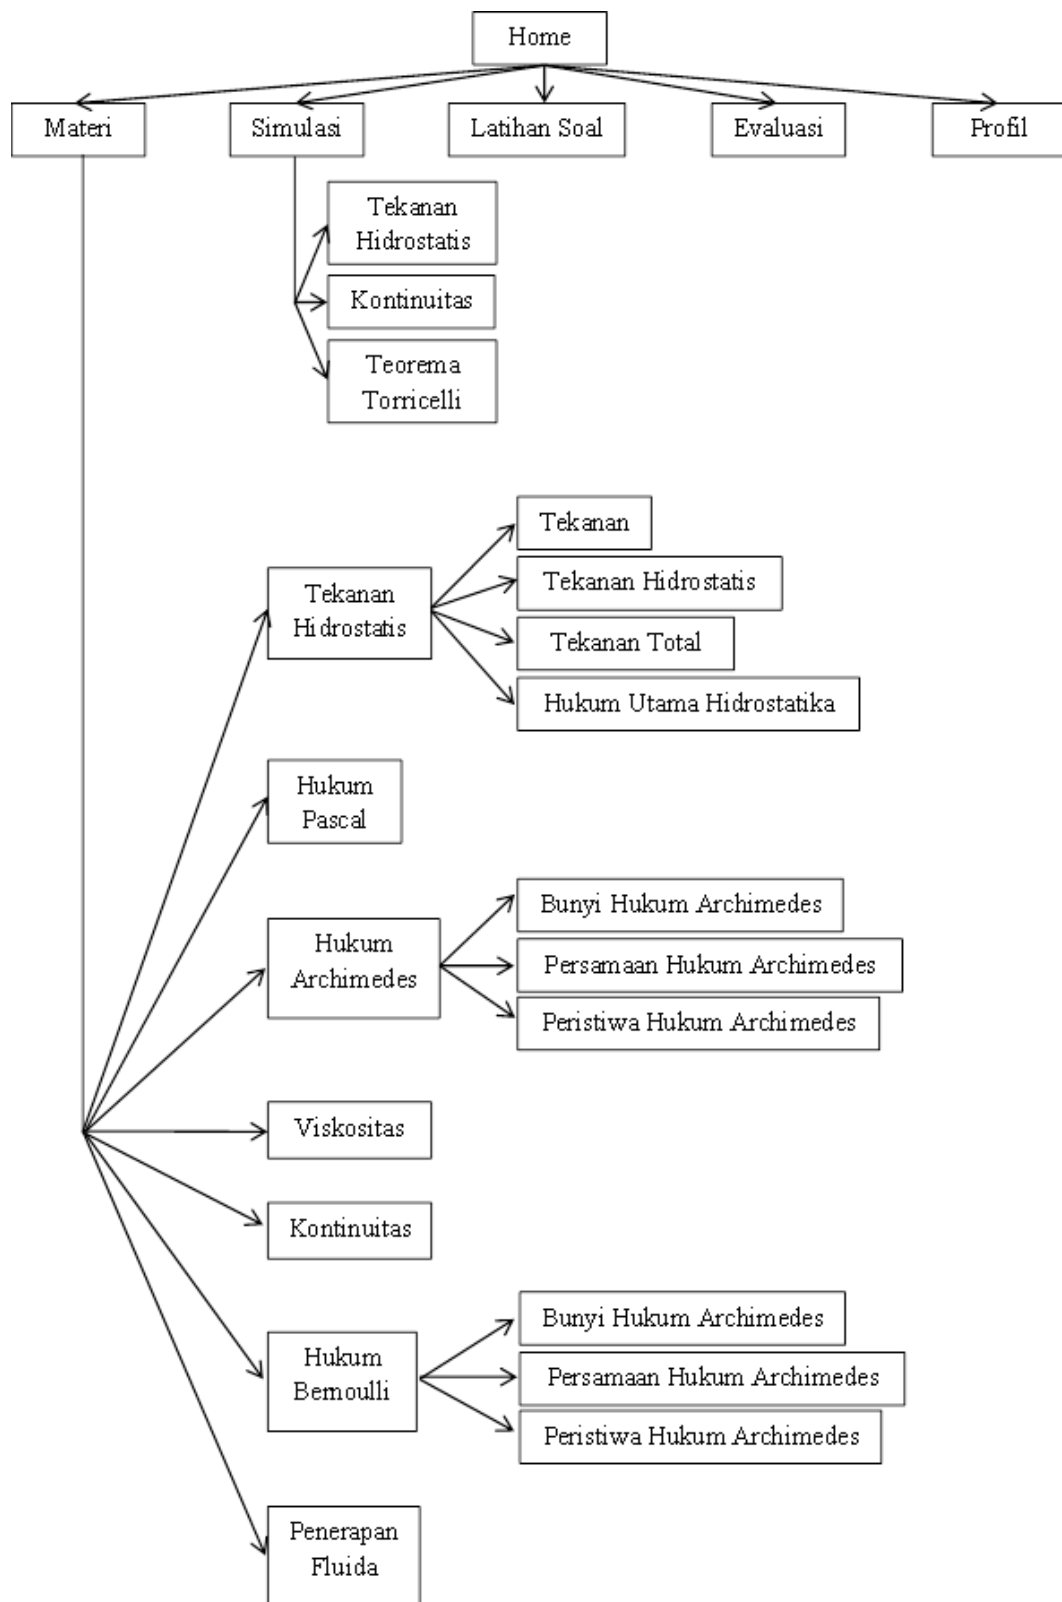 Home
Materi
Simulasi
Latihan Soal
Evaluasi
Profil
Tekanan
Hidrostatis
Kontinuitas
Teorema
Torricelli
Tekanan
Hidrostatis
Tekanan
Tekanan Hidrostatis
Tekanan Total
Hukum Utama Hidrostatika
Hukum
Pascal
Hukum
Archimedes
Bunyi Hukum Archimedes
Persamaan Hukum Archimedes
Peristiwa Hukum Archimedes
Viskositas
Kontinuitas
Hukum
Bernoulli
Bunyi Hukum Archimedes
Persamaan Hukum Archimedes
Peristiwa Hukum Archimedes
Penerapan
Fluida